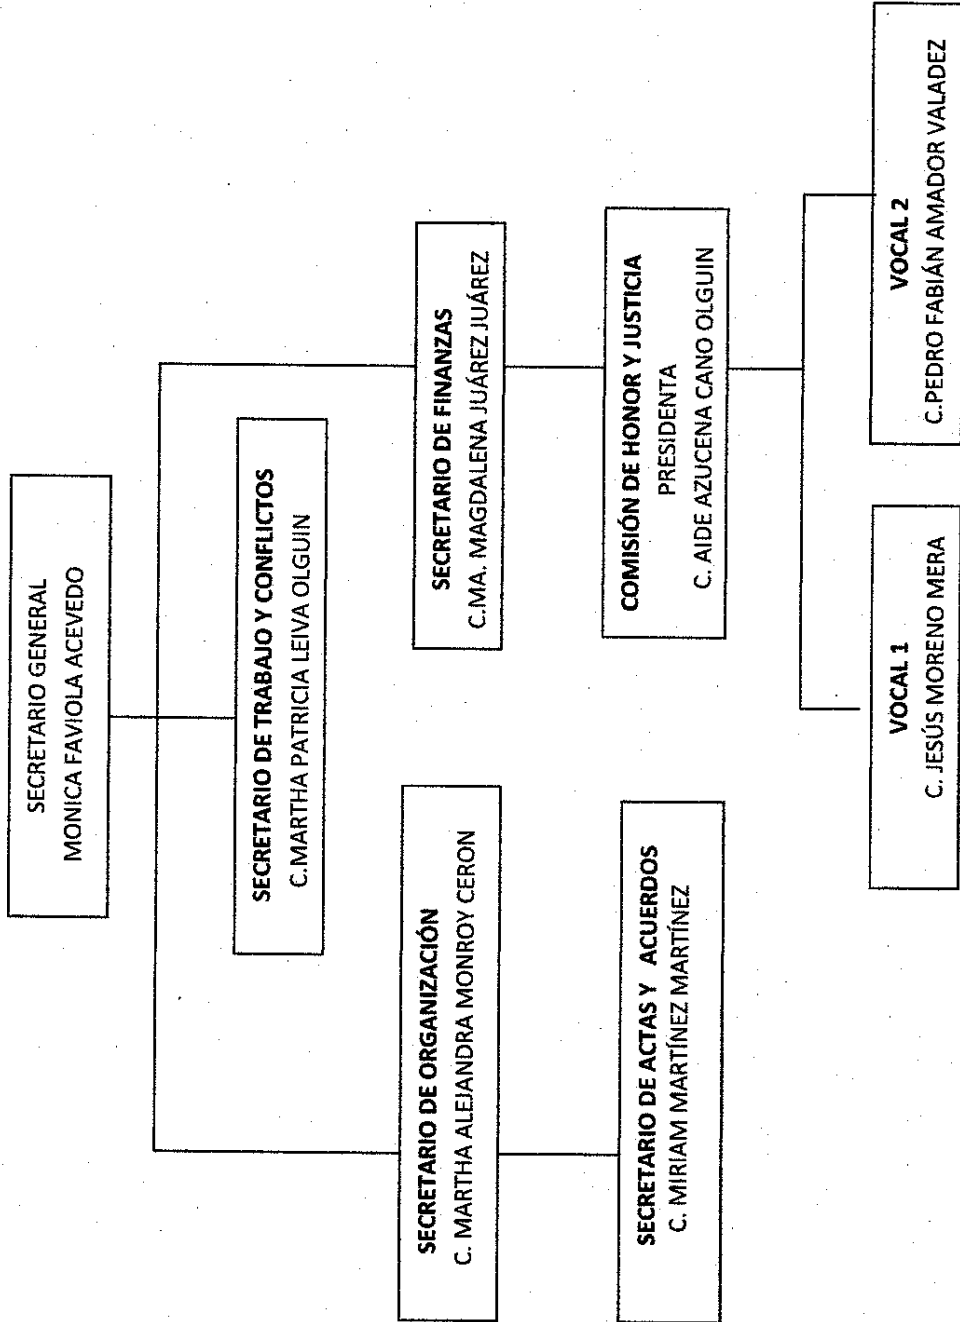 SECRETARIO GENERAL
MONICA FAVIOLA ACEVEDO
SECRETARIO DE TRABAJO Y CONFLICTOS
C.MARTHA PATRICIA LEIVA OLGUIN
SECRETARIO DE ORGANIZACIÓN
C. MARTHA ALEJANDRA MONROY CERON
SECRETARIO DE FINANZAS
C.MA. MAGDALENA JUÁREZ JUÁREZ
SECRETARIO DE ACTAS Y ACUERDOS
C. MIRIAM MARTÍNEZ MARTÍNEZ
COMISIÓN DE HONOR Y JUSTICIA
PRESIDENTA
C. AIDE AZUCENA CANO OLGUIN
VOCAL 1
C. JESÚS MORENO MERA
VOCAL 2
C.PEDRO FABIÁN AMADOR VALADEZ